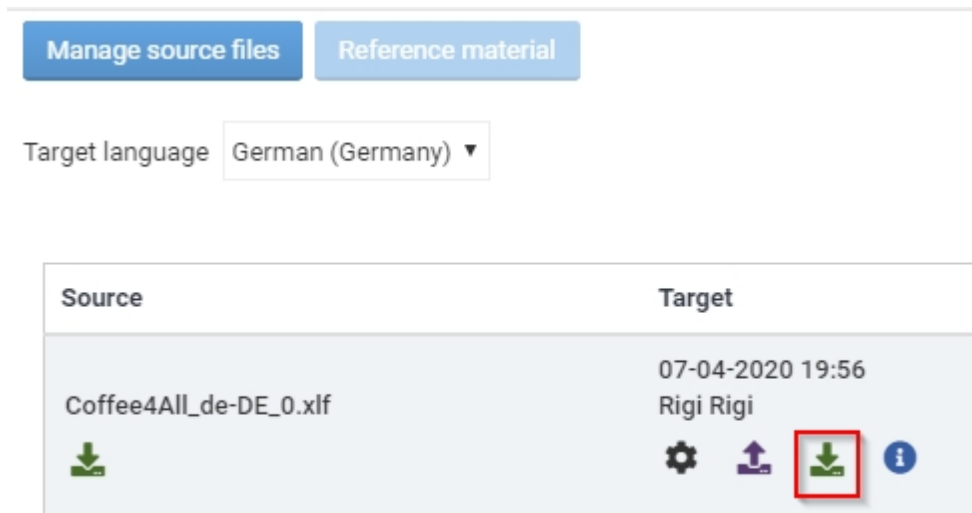 Manage source files
Reference material
Target language
German (Germany)
Source
Target
Coffee4All_de-DE_0.xlf
07-04-2020 19:56
Rigi Rigi